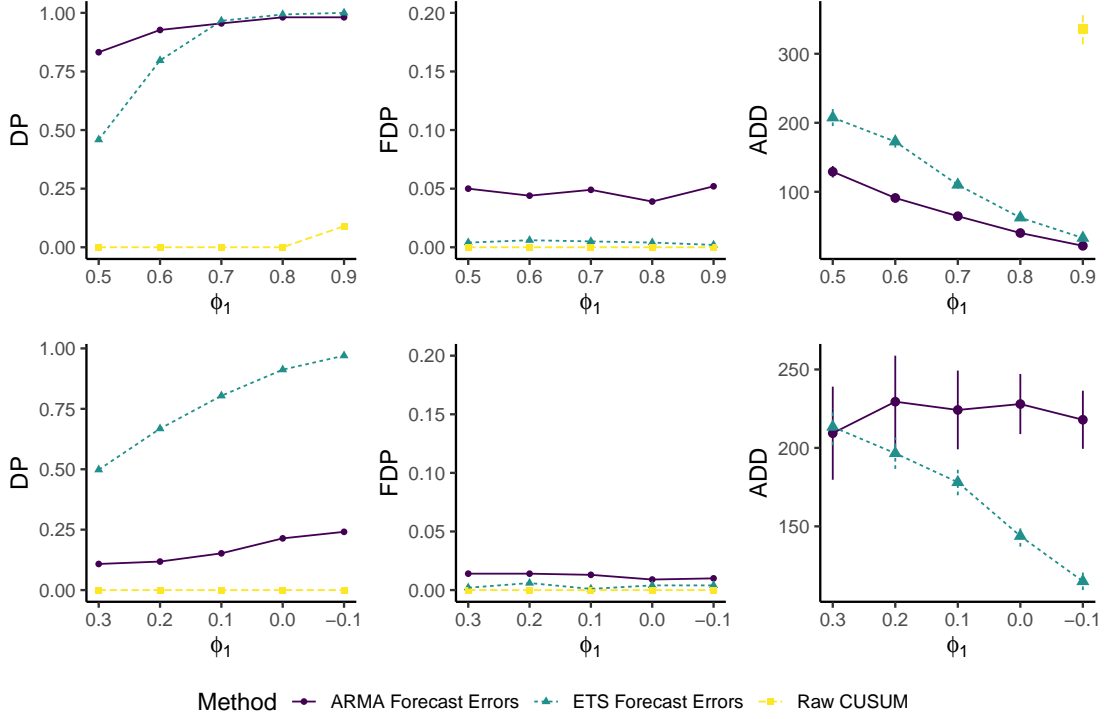 DP
1.00
0.75
0.50
0.25
0.00
0.5 0.6 0.7 0.8 0.9
ϕ1
FDP
0.20
0.15
0.10
0.05
0.00
0.5 0.6 0.7 0.8 0.9
ϕ1
ADD
300
200
100
0.5 0.6 0.7 0.8 0.9
ϕ1
DP
1.00
0.75
0.50
0.25
0.00
0.3 0.2 0.1 0.0 −0.1
ϕ1
FDP
0.20
0.15
0.10
0.05
0.00
0.3 0.2 0.1 0.0 −0.1
ϕ1
ADD
250
200
150
0.3 0.2 0.1 0.0 −0.1
ϕ1
Method ARMA Forecast Errors ETS Forecast Errors Raw CUSUM